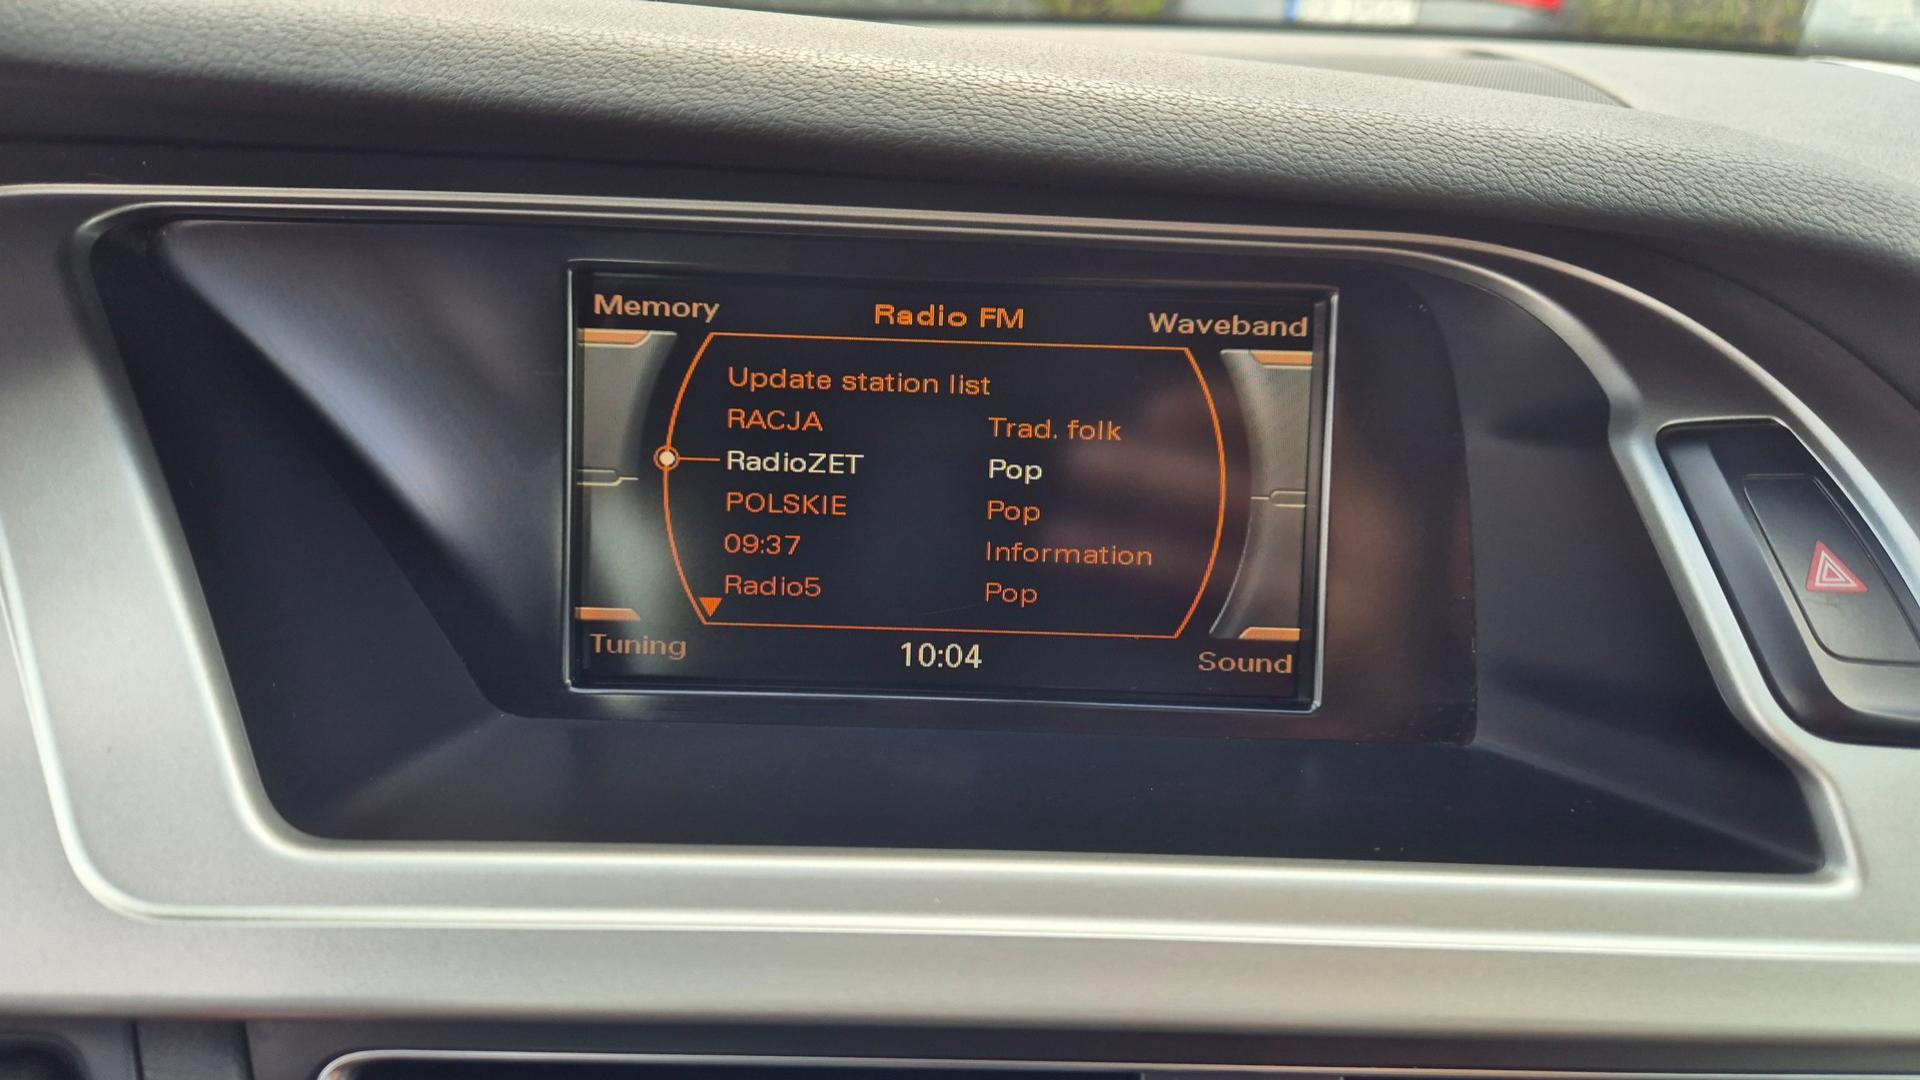 Memory
Radio FM
Waveband
Update station list
RACJA Trad. folk
RadioZET Pop
POLSKIE Pop
09:37 Information
Radio5 Pop
Tuning
10:04
Sound